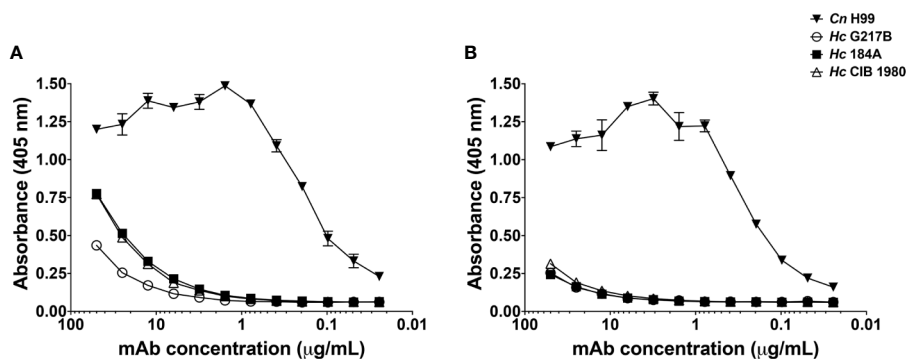 Cn H99
Hc G217B
Hc 184A
Hc CIB 1980
A
Absorbance (405 nm)
1.50
1.25
1.00
0.75
0.50
0.25
0.00
100
10
1
0.1
0.01
mAb concentration (µg/mL)
B
Absorbance (405 nm)
1.50
1.25
1.00
0.75
0.50
0.25
0.00
100
10
1
0.1
0.01
mAb concentration (µg/mL)